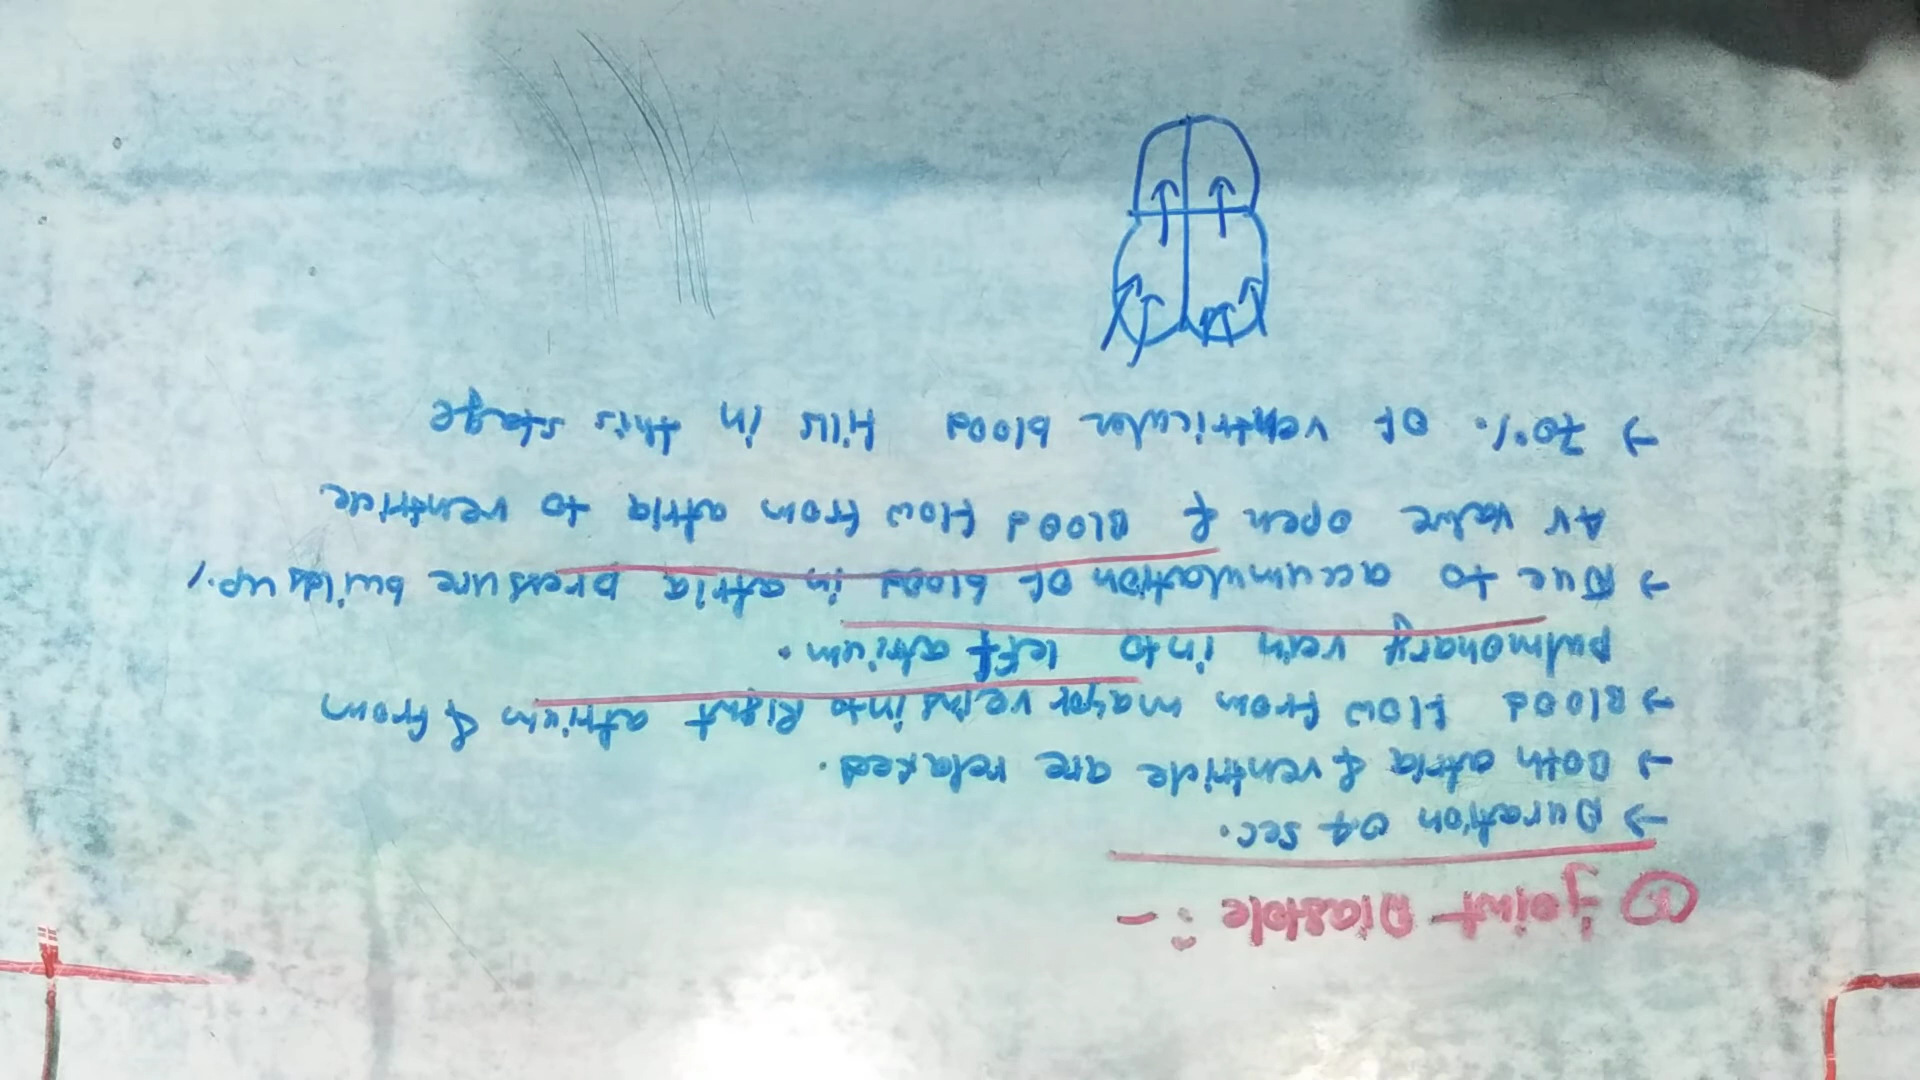 ① Joint Diastole :-
→ Duration 0.4 sec.
→ Both atria & ventricle are relaxed.
→ Blood flow from major veins into Right atrium & from
pulmonary vein into left atrium.
→ Due to accumulation of blood in atria pressure builds up,
AV valve open & Blood flow from atria to ventricle
→ 70% of ventricular blood fills in this stage